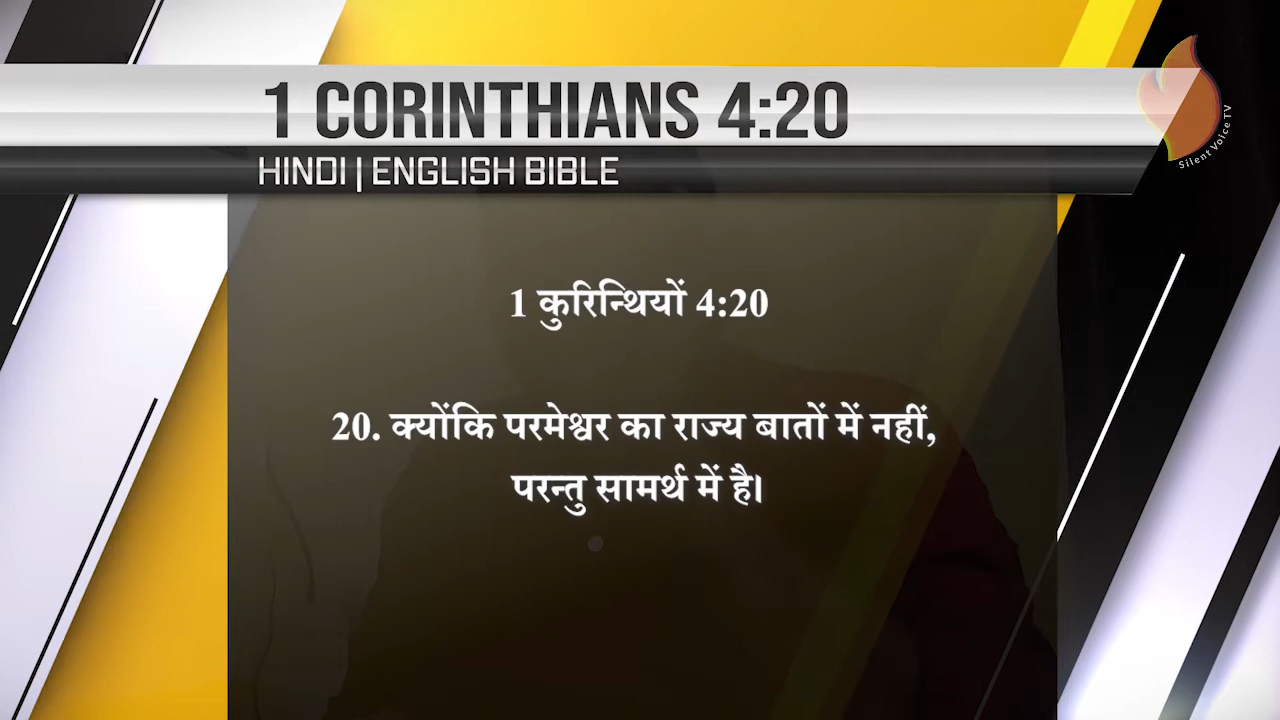 1 CORINTHIANS 4:20
HINDI | ENGLISH BIBLE
Silent Voice TV
1 कुरिन्थियों 4:20
20. क्योंकि परमेश्वर का राज्य बातों में नहीं,
परन्तु सामर्थ में है।